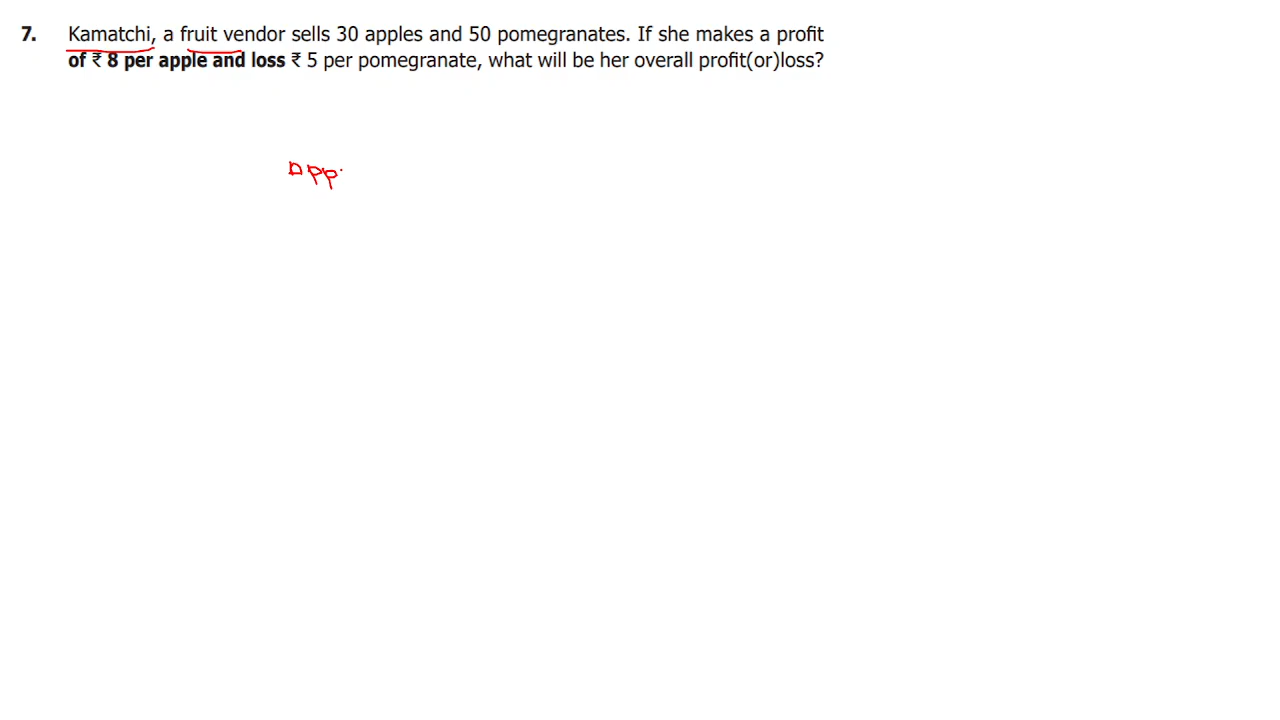 7. Kamatchi, a fruit vendor sells 30 apples and 50 pomegranates. If she makes a profit
of ₹ 8 per apple and loss ₹ 5 per pomegranate, what will be her overall profit(or)loss?
app